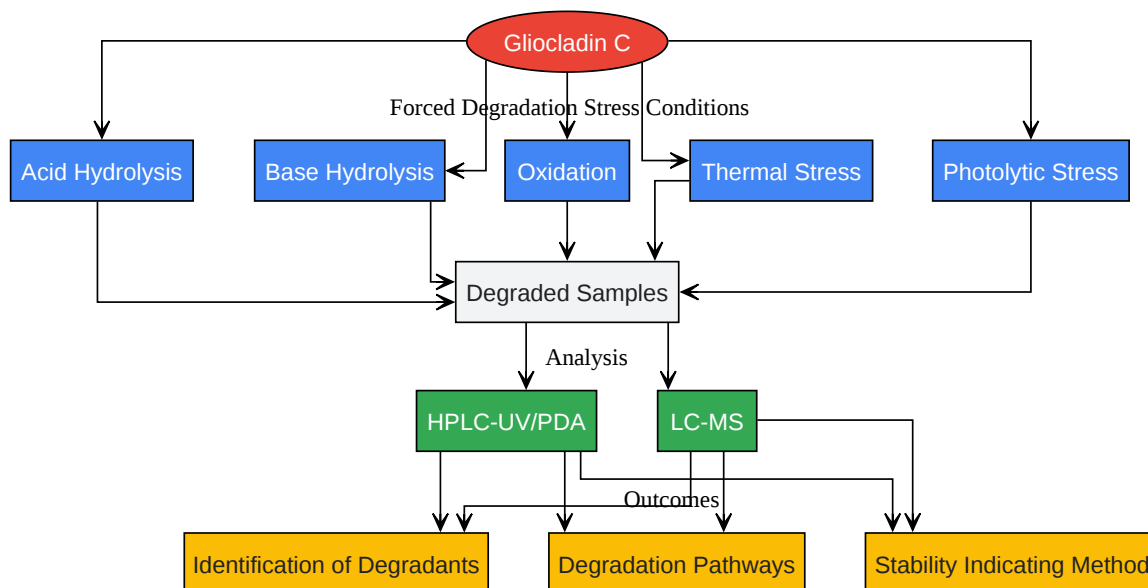 Gliocladin C
Forced Degradation Stress Conditions
Acid Hydrolysis
Base Hydrolysis
Oxidation
Thermal Stress
Photolytic Stress
Degraded Samples
Analysis
HPLC-UV/PDA
LC-MS
Outcomes
Identification of Degradants
Degradation Pathways
Stability Indicating Method